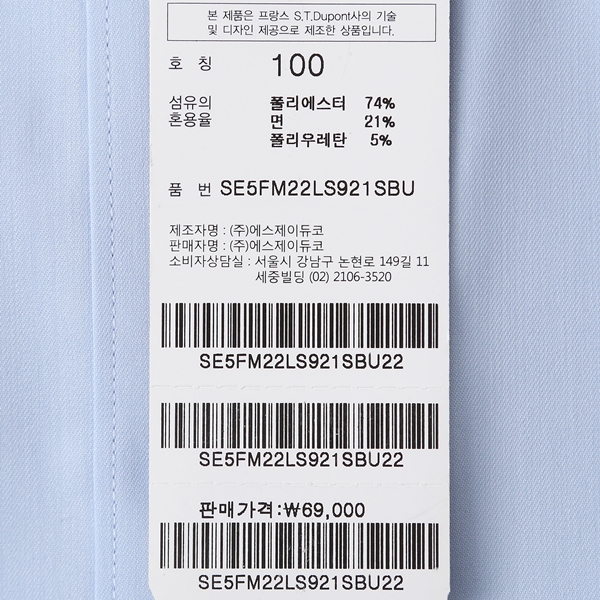 본 제품은 프랑스 S.T.Dupont사의 기술
및 디자인 제공으로 제조한 상품입니다.
호 칭 100
섬유의 폴리에스터 74%
혼용율 면 21%
폴리우레탄 5%
품 번 SE5FM22LS921SBU
제조자명 : (주)에스제이듀코
판매자명 : (주)에스제이듀코
소비자상담실 : 서울시 강남구 논현로 149길 11
세중빌딩 (02) 2106-3520
SE5FM22LS921SBU22
SE5FM22LS921SBU22
판매가격:₩69,000
SE5FM22LS921SBU22